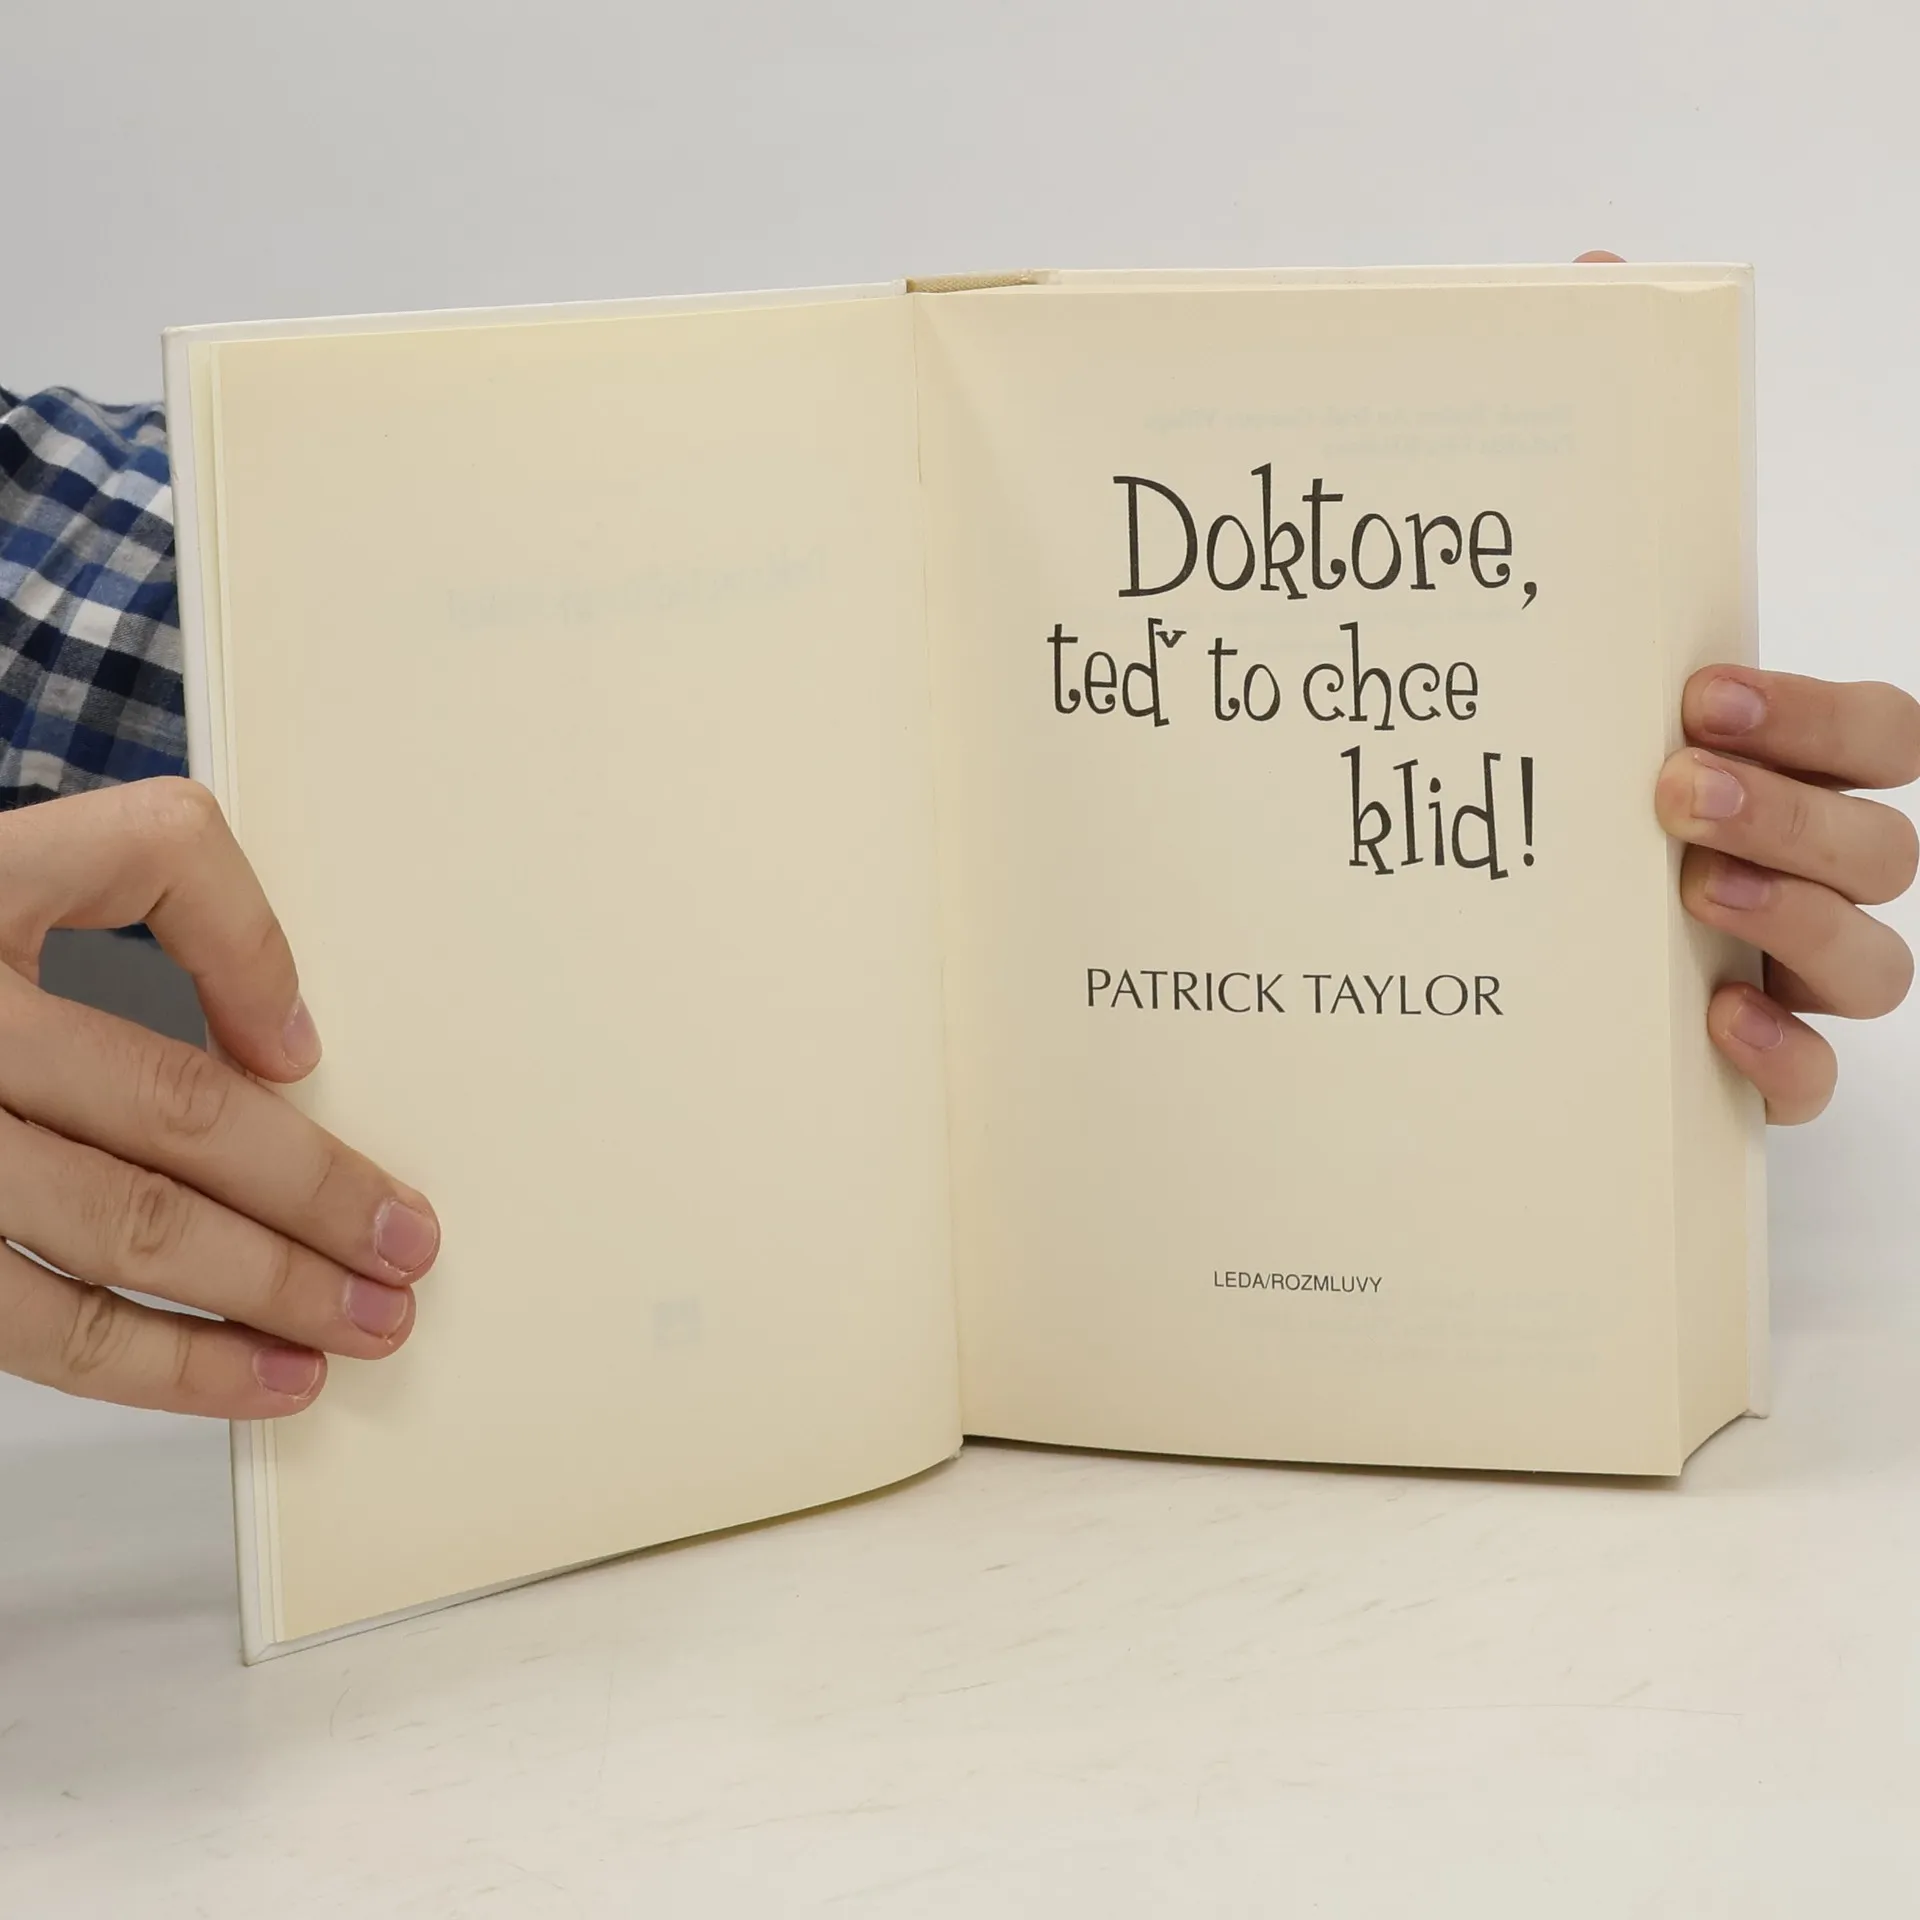 Doktore,
teď to chce
klid!
PATRICK TAYLOR
LEDA/ROZMLUVY